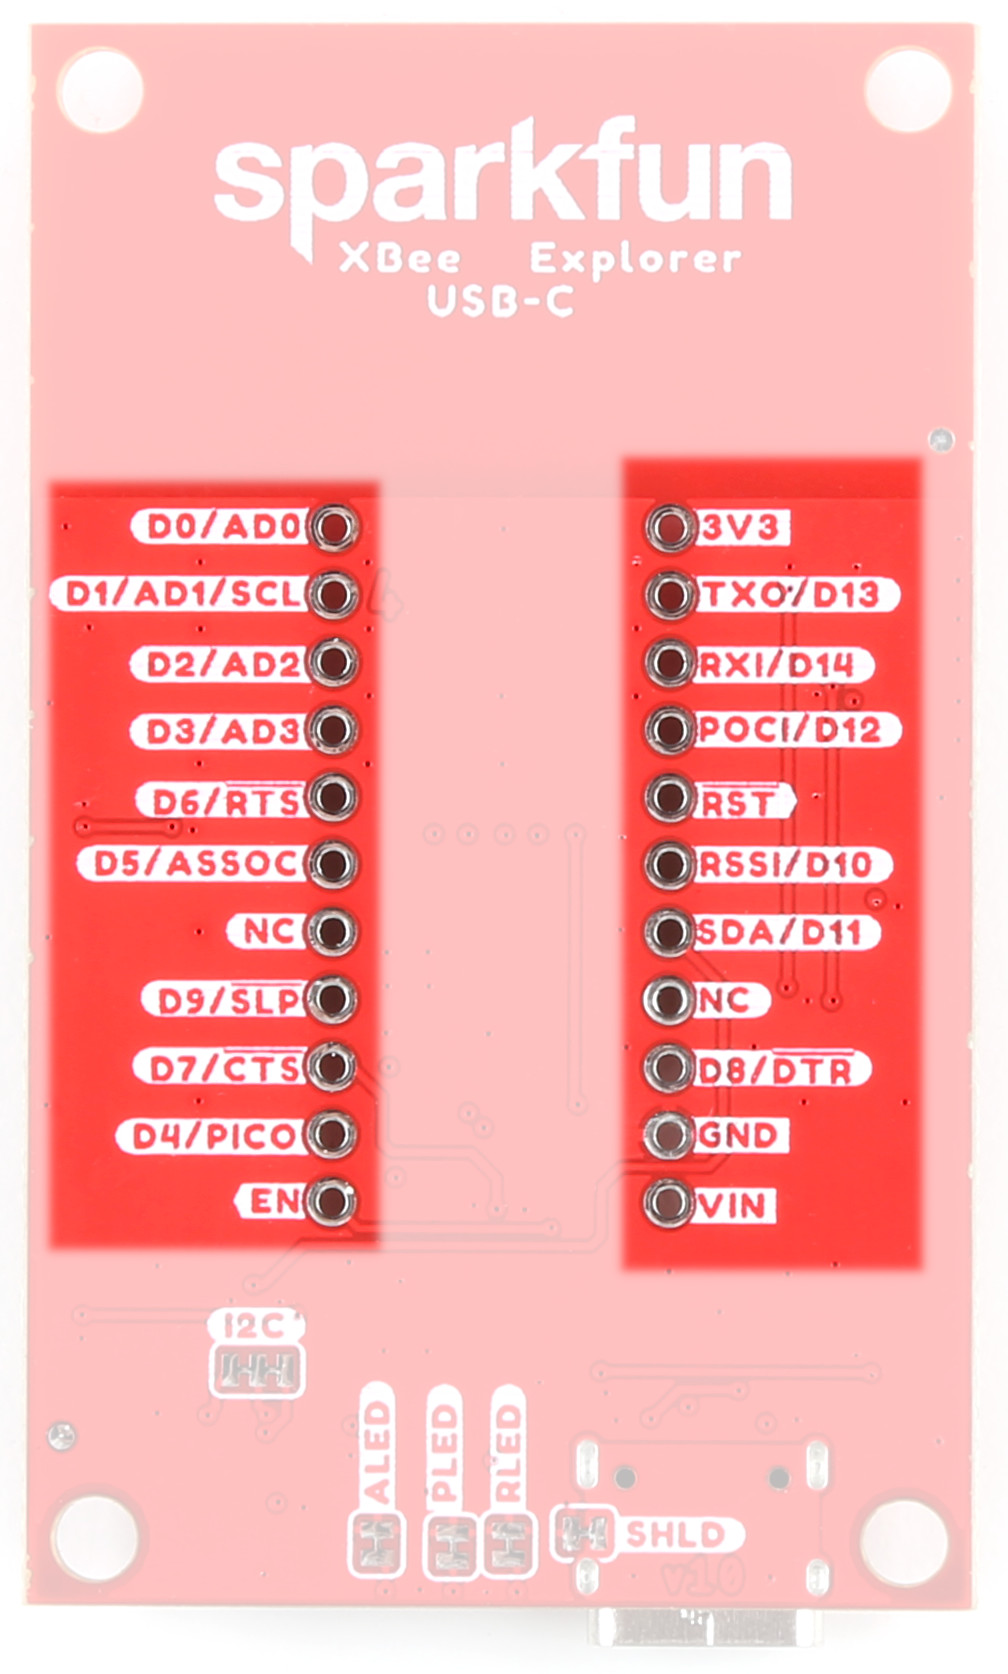 sparkfun
XBee Explorer
USB-C
D0/AD0
D1/AD1/SCL
D2/AD2
D3/AD3
D6/RTS
D5/ASSOC
NC
D9/SLP
D7/CTS
D4/PICO
EN
3V3
TXO/D13
RXI/D14
POCI/D12
RST
RSSI/D10
SDA/D11
NC
D8/DTR
GND
VIN
I2C
ALED
PLED
RLED
SHLD
v10